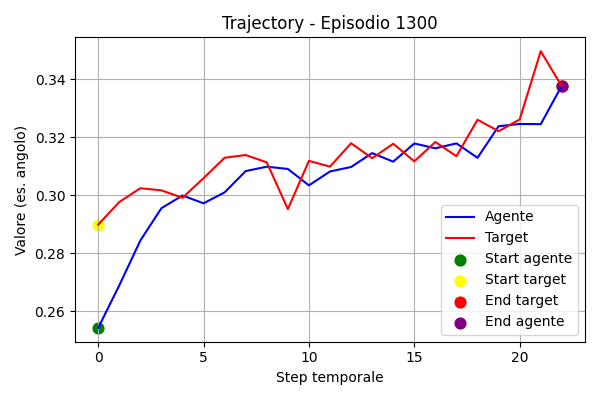 Trajectory - Episodio 1300
Valore (es. angolo)
0.34
0.32
0.30
0.28
0.26
0
5
10
15
20
Step temporale
Agente
Target
Start agente
Start target
End target
End agente